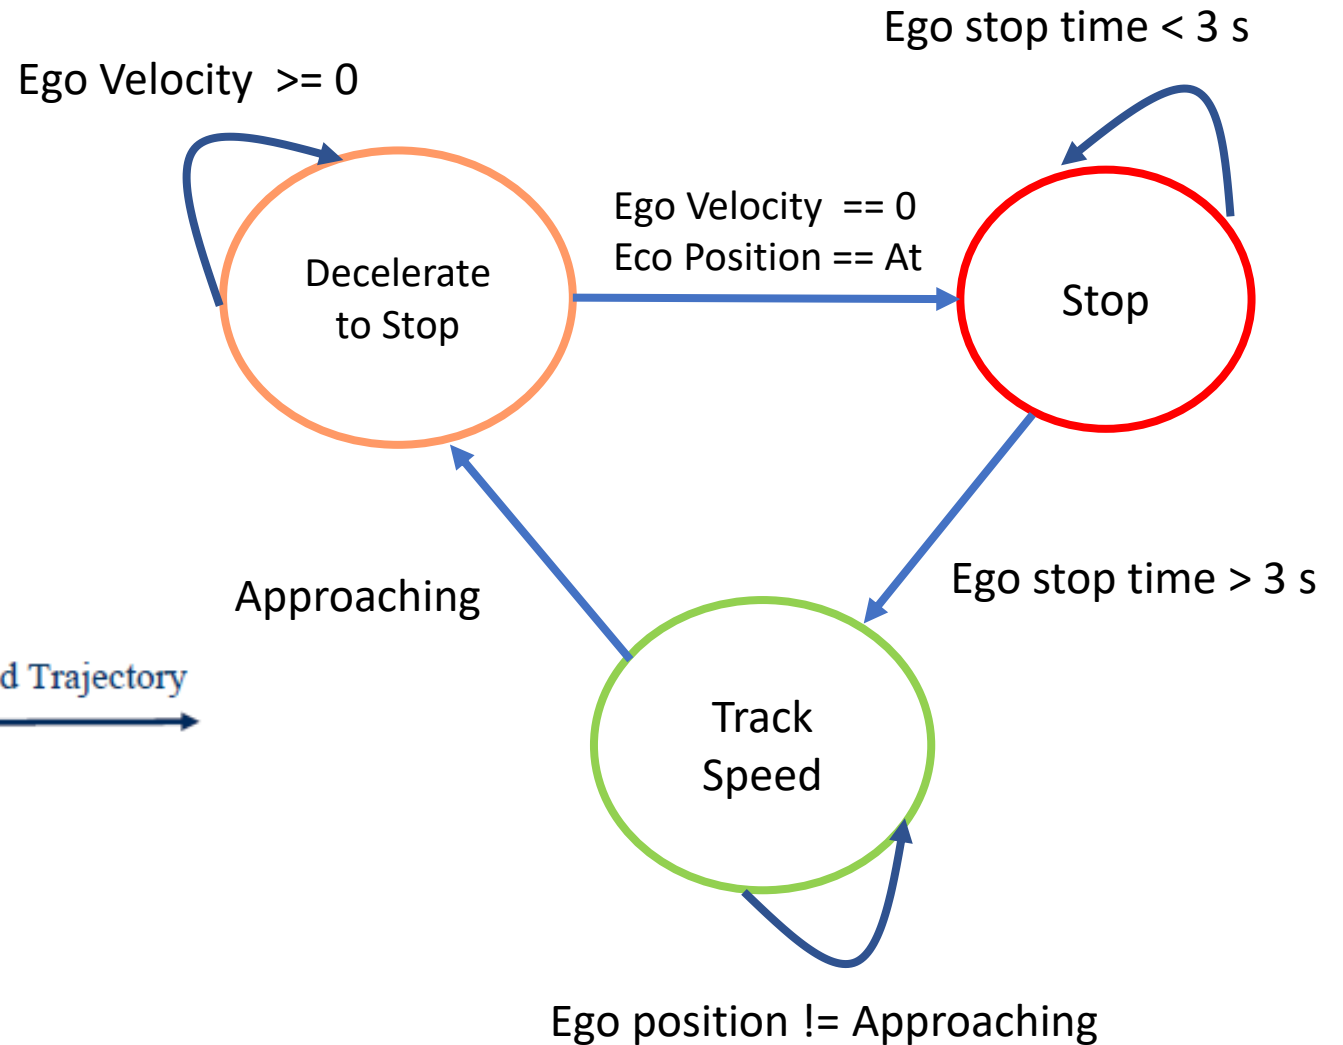 Ego stop time < 3 s
Ego Velocity >= 0
Ego Velocity == 0
Eco Position == At
Decelerate
to Stop
Stop
Approaching
Ego stop time > 3 s
d Trajectory
Track
Speed
Ego position != Approaching